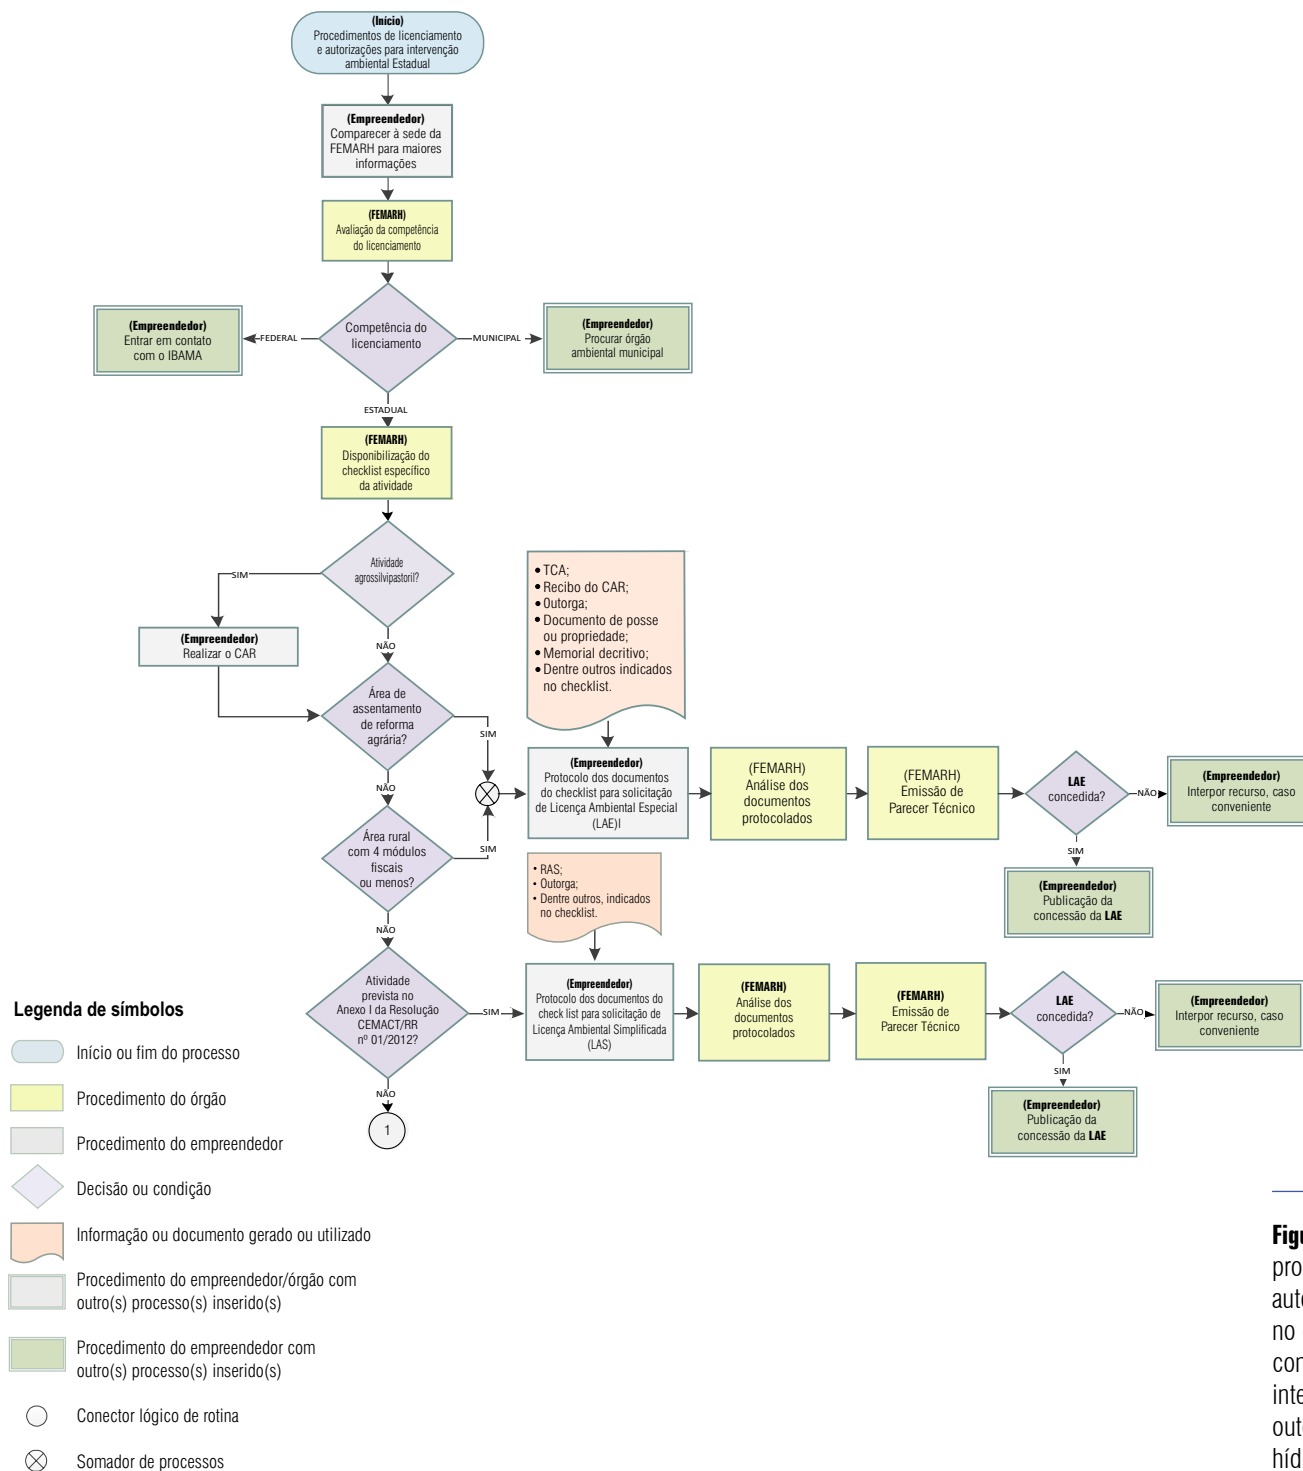 (Início)
Procedimentos de licenciamento
e autorizações para intervenção
ambiental Estadual
(Empreendedor)
Comparecer à sede da
FEMARH para maiores
informações
(FEMARH)
Avaliação da competência
do licenciamento
Competência do
licenciamento
FEDERAL
(Empreendedor)
Entrar em contato
com o IBAMA
MUNICIPAL
(Empreendedor)
Procurar órgão
ambiental municipal
ESTADUAL
(FEMARH)
Disponibilização do
checklist específico
da atividade
Atividade
agrossilvipastoril?
SIM
(Empreendedor)
Realizar o CAR
NÃO
Área de
assentamento
de reforma
agrária?
SIM
NÃO
Área rural
com 4 módulos
fiscais
ou menos?
SIM
NÃO
• TCA;
• Recibo do CAR;
• Outorga;
• Documento de posse
ou propriedade;
• Memorial decritivo;
• Dentre outros indicados
no checklist.
(Empreendedor)
Protocolo dos documentos
do checklist para solicitação
de Licença Ambiental Especial
(LAE)l
(FEMARH)
Análise dos
documentos
protocolados
(FEMARH)
Emissão de
Parecer Técnico
LAE
concedida?
NÃO
(Empreendedor)
Interpor recurso, caso
conveniente
SIM
(Empreendedor)
Publicação da
concessão da LAE
• RAS;
• Outorga;
• Dentre outros, indicados
no checklist.
Atividade
prevista no
Anexo I da Resolução
CEMACT/RR
nº 01/2012?
SIM
(Empreendedor)
Protocolo dos documentos do
check list para solicitação de
Licença Ambiental Simplificada
(LAS)
(FEMARH)
Análise dos
documentos
protocolados
(FEMARH)
Emissão de
Parecer Técnico
LAE
concedida?
NÃO
(Empreendedor)
Interpor recurso, caso
conveniente
SIM
(Empreendedor)
Publicação da
concessão da LAE
NÃO
1
Legenda de símbolos
Início ou fim do processo
Procedimento do órgão
Procedimento do empreendedor
Decisão ou condição
Informação ou documento gerado ou utilizado
Procedimento do empreendedor/órgão com
outro(s) processo(s) inserido(s)
Procedimento do empreendedor com
outro(s) processo(s) inserido(s)
Conector lógico de rotina
Somador de processos